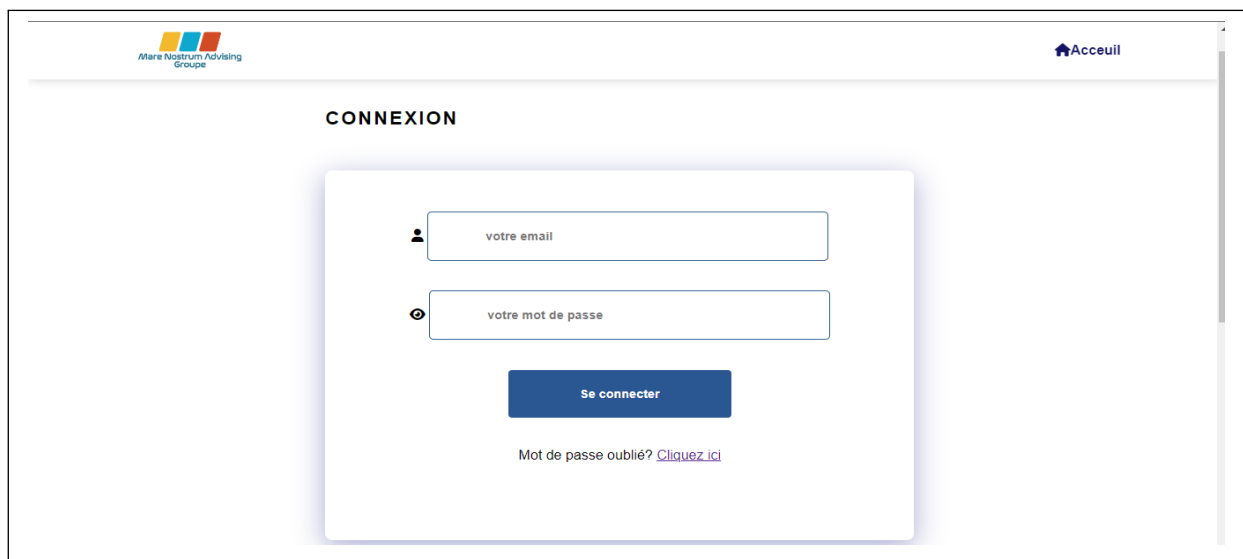 Mare Nostrum Advising
Groupe
Acceuil
CONNEXION
votre email
votre mot de passe
Se connecter
Mot de passe oublié? Cliquez ici